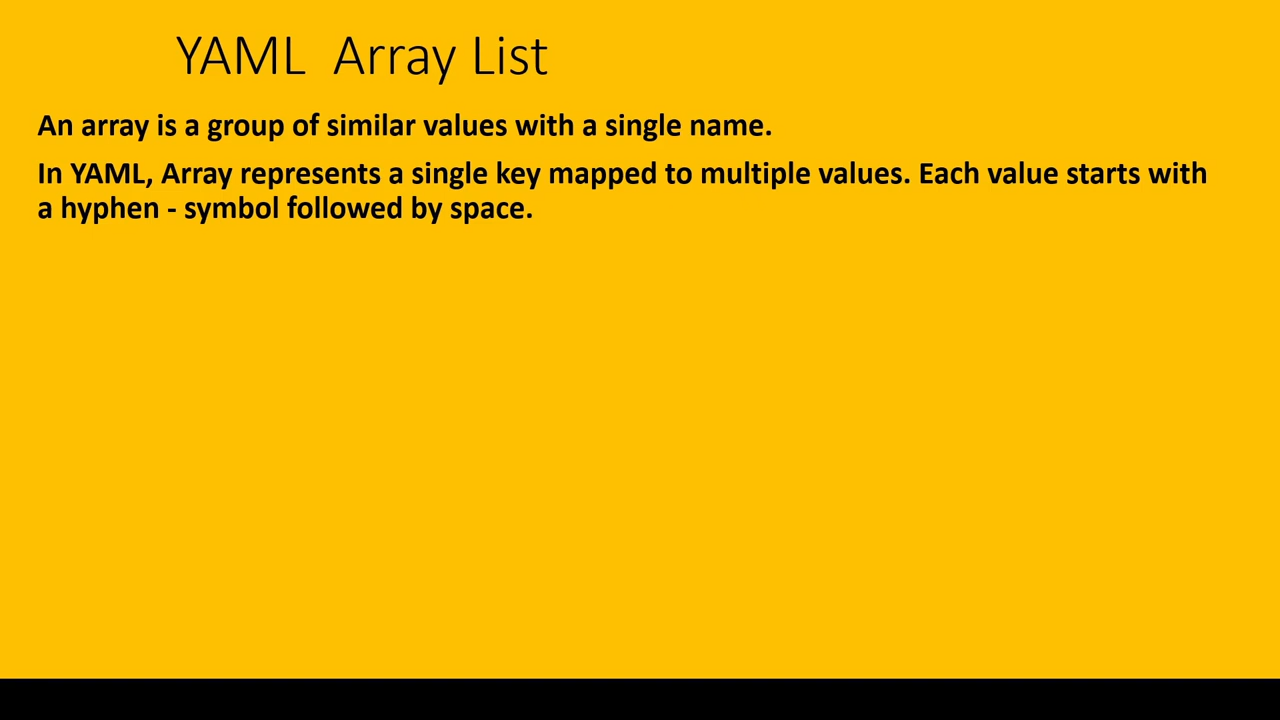 YAML  Array List
An array is a group of similar values with a single name.
In YAML, Array represents a single key mapped to multiple values. Each value starts with
a hyphen - symbol followed by space.